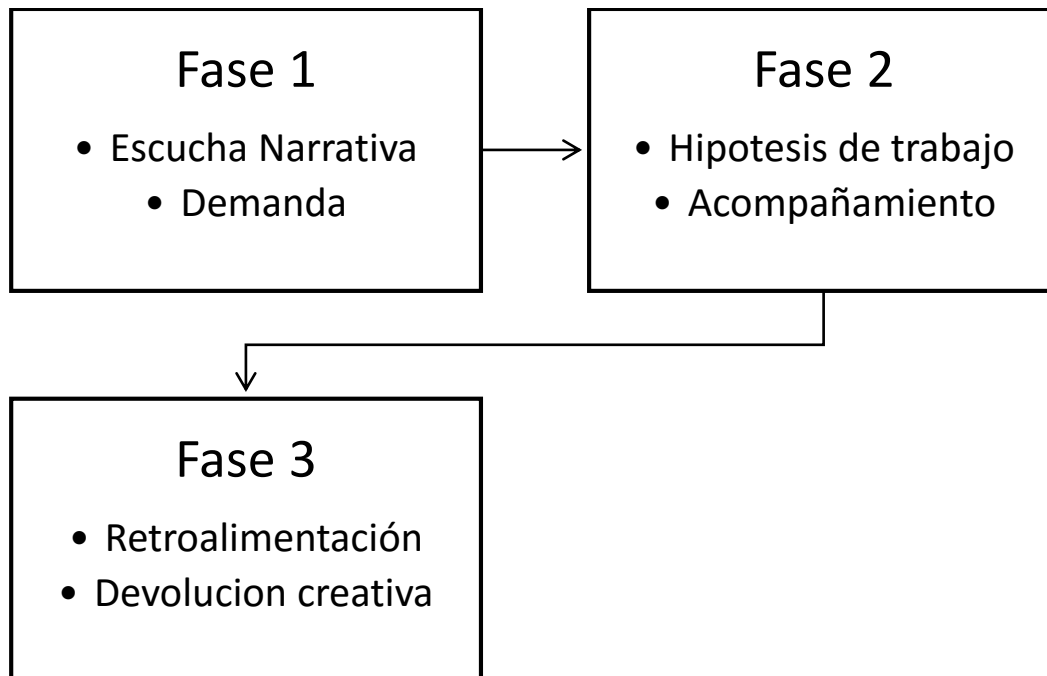 Fase 1
• Escucha Narrativa
• Demanda
Fase 2
• Hipotesis de trabajo
• Acompañamiento
Fase 3
• Retroalimentación
• Devolucion creativa